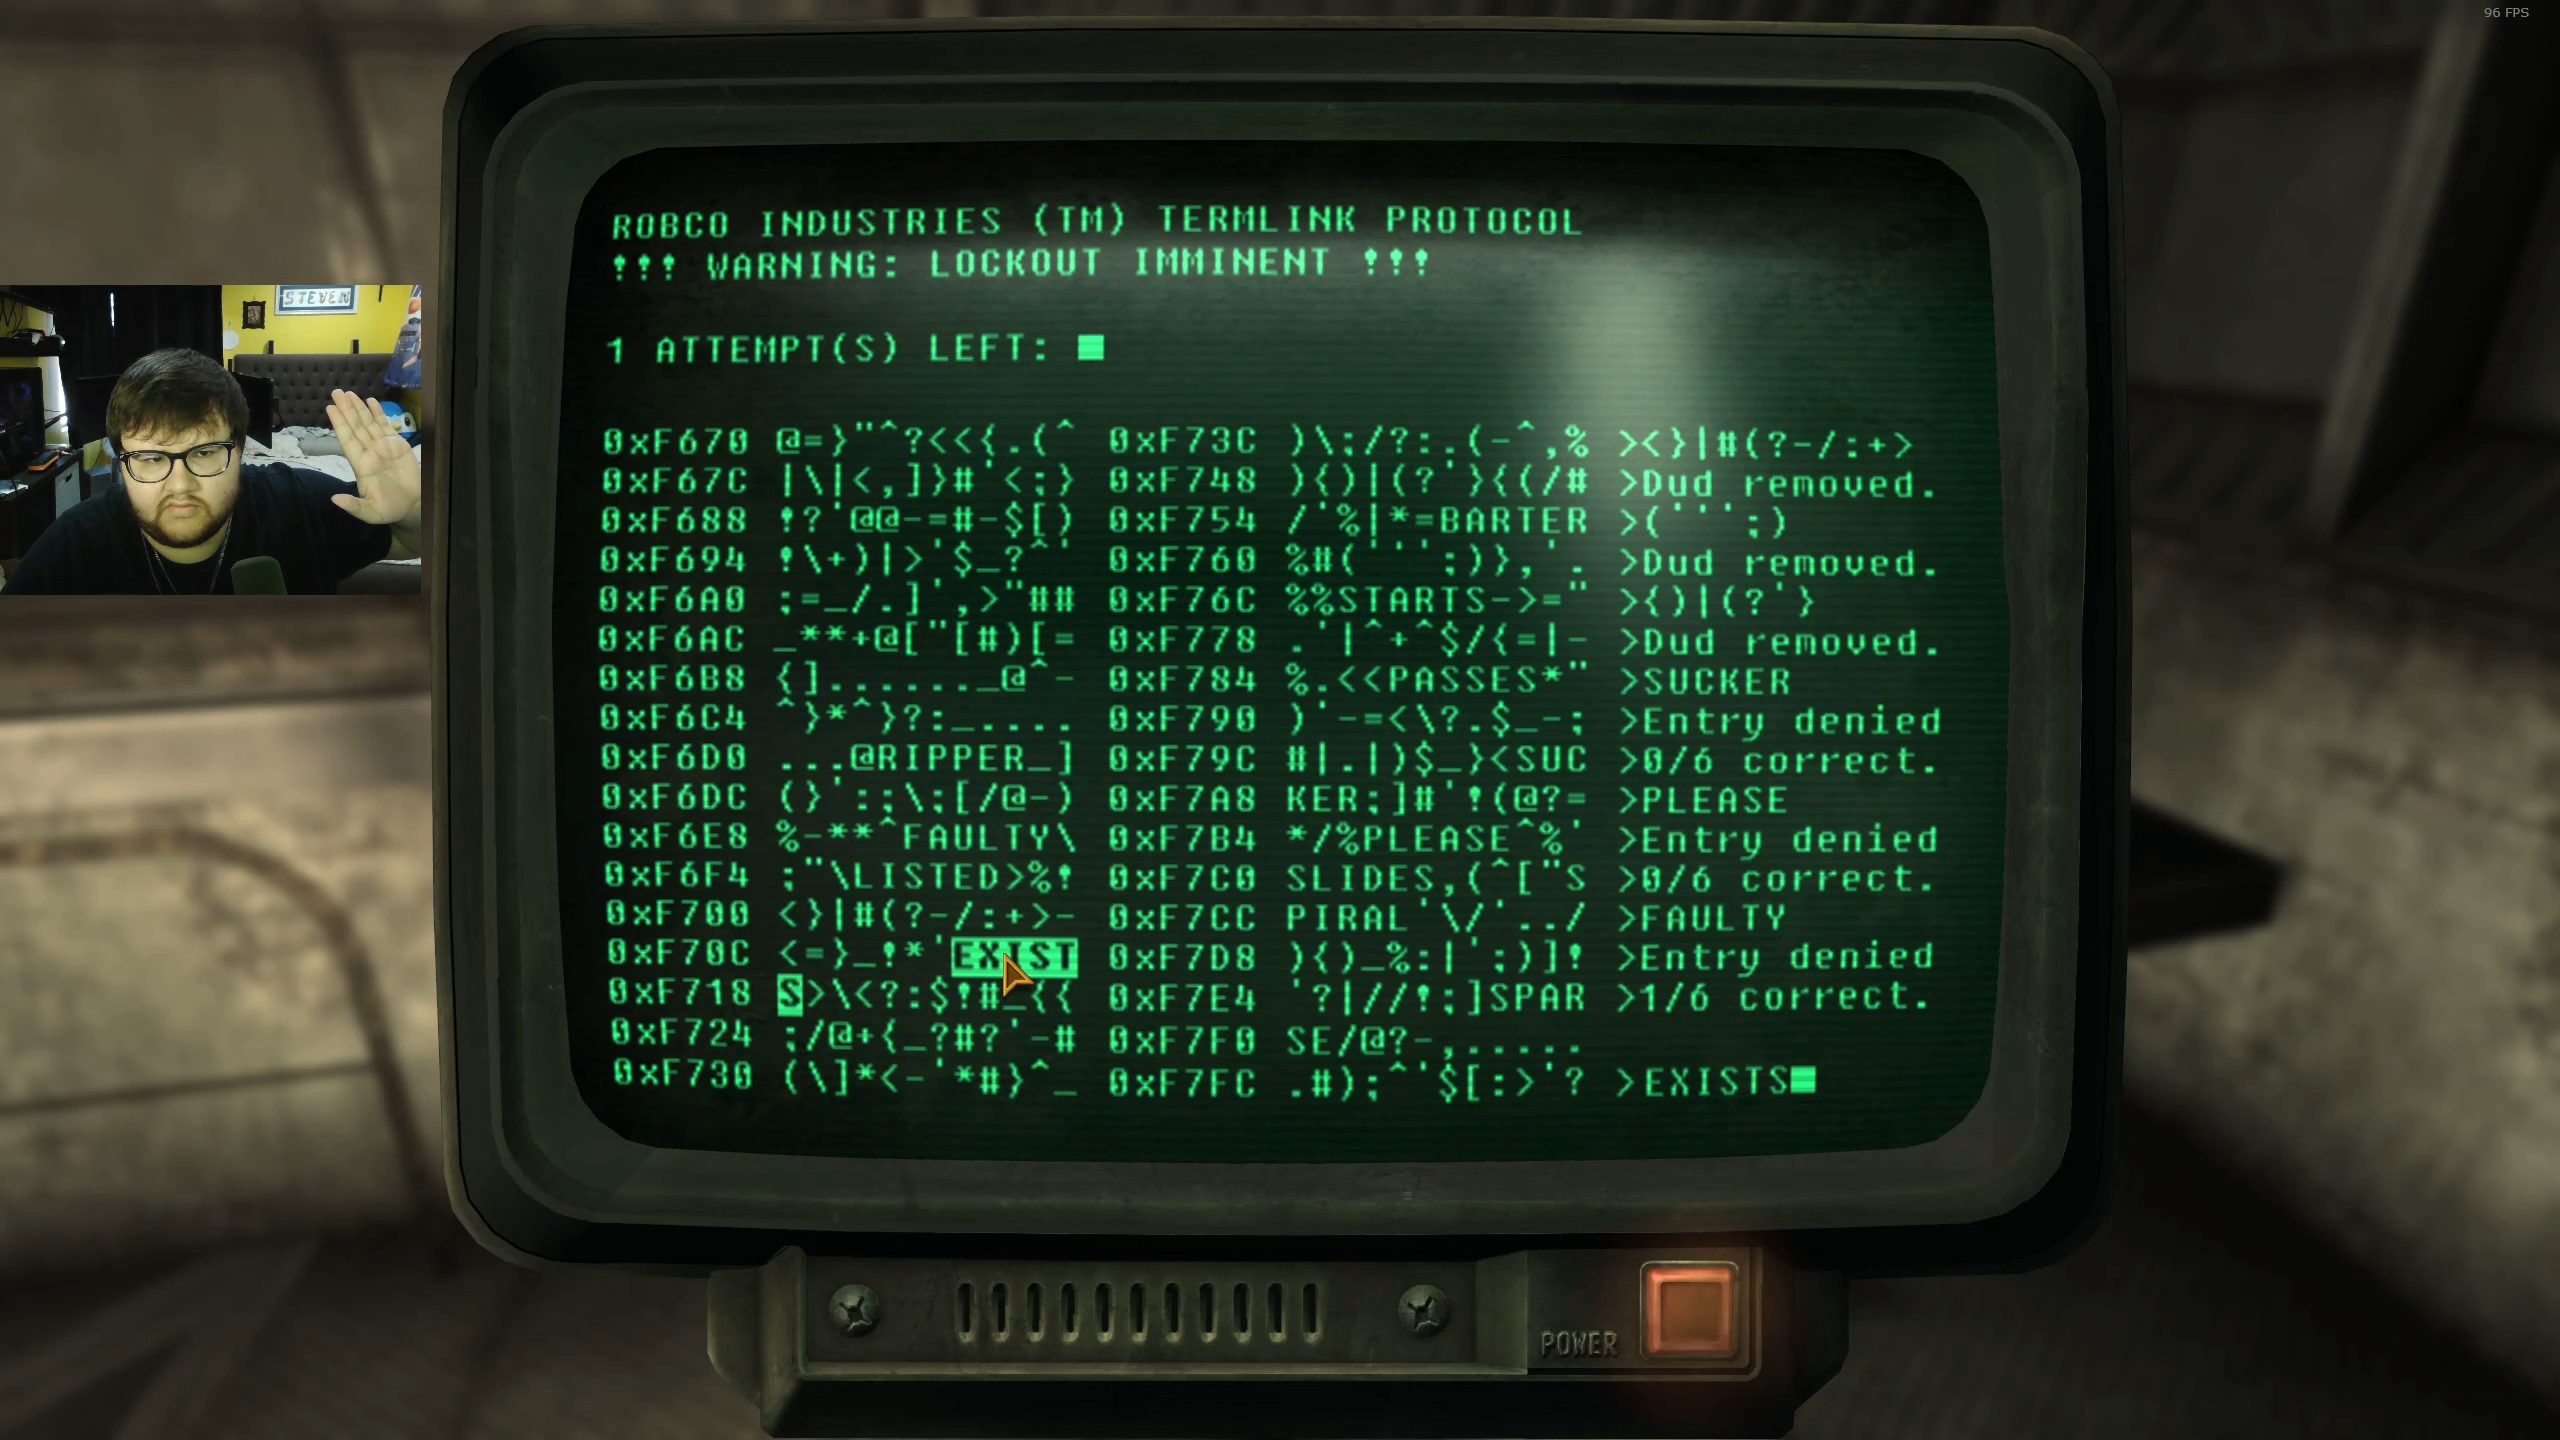 96 FPS
STEVEN
ROBCO INDUSTRIES (TM) TERMLINK PROTOCOL
!!! WARNING: LOCKOUT IMMINENT !!!
1 ATTEMPT(S) LEFT: ■
0xF670 @=}"^?<<{.(^ 0xF73C )\;/?:.(-^,% ><}|#(?-/:+>
0xF67C |\|<,]}#'<;} 0xF748 ){)|(?'}{(/# >Dud removed.
0xF688 !?'@@-=#-$[) 0xF754 /'%|*=BARTER >(''';)
0xF694 !\+)|>'$_?^' 0xF760 %#(''';)},'. >Dud removed.
0xF6A0 ;=_/.]',>"## 0xF76C %%STARTS->=" >{)|(?'}
0xF6AC _**+@["[#)[= 0xF778 .'|^+^$/{=|- >Dud removed.
0xF6B8 {]......_@^- 0xF784 %.<<PASSES*" >SUCKER
0xF6C4 ^}*^}?:_.... 0xF790 )'-=<\?.$_-; >Entry denied
0xF6D0 ...@RIPPER_] 0xF79C #|.|)$_}<SUC >0/6 correct.
0xF6DC ()':;\;[/@-) 0xF7A8 KER;]#'!(@?= >PLEASE
0xF6E8 %-**^FAULTY\ 0xF7B4 */%PLEASE^%' >Entry denied
0xF6F4 ;"\LISTED>%! 0xF7C0 SLIDES,(^["S >0/6 correct.
0xF700 <}|#(?-/:+>- 0xF7CC PIRAL'\/'../ >FAULTY
0xF70C <=}_!*'EXIST 0xF7D8 ){)_%:|';)]! >Entry denied
0xF718 S>\<?:$!#_{{ 0xF7E4 '?|//!;]SPAR >1/6 correct.
0xF724 ;/@+{_?#?'-# 0xF7F0 SE/@?-,.....
0xF730 (\]*<-'*#}^_ 0xF7FC .#);^'$[:>'? >EXISTS■
POWER